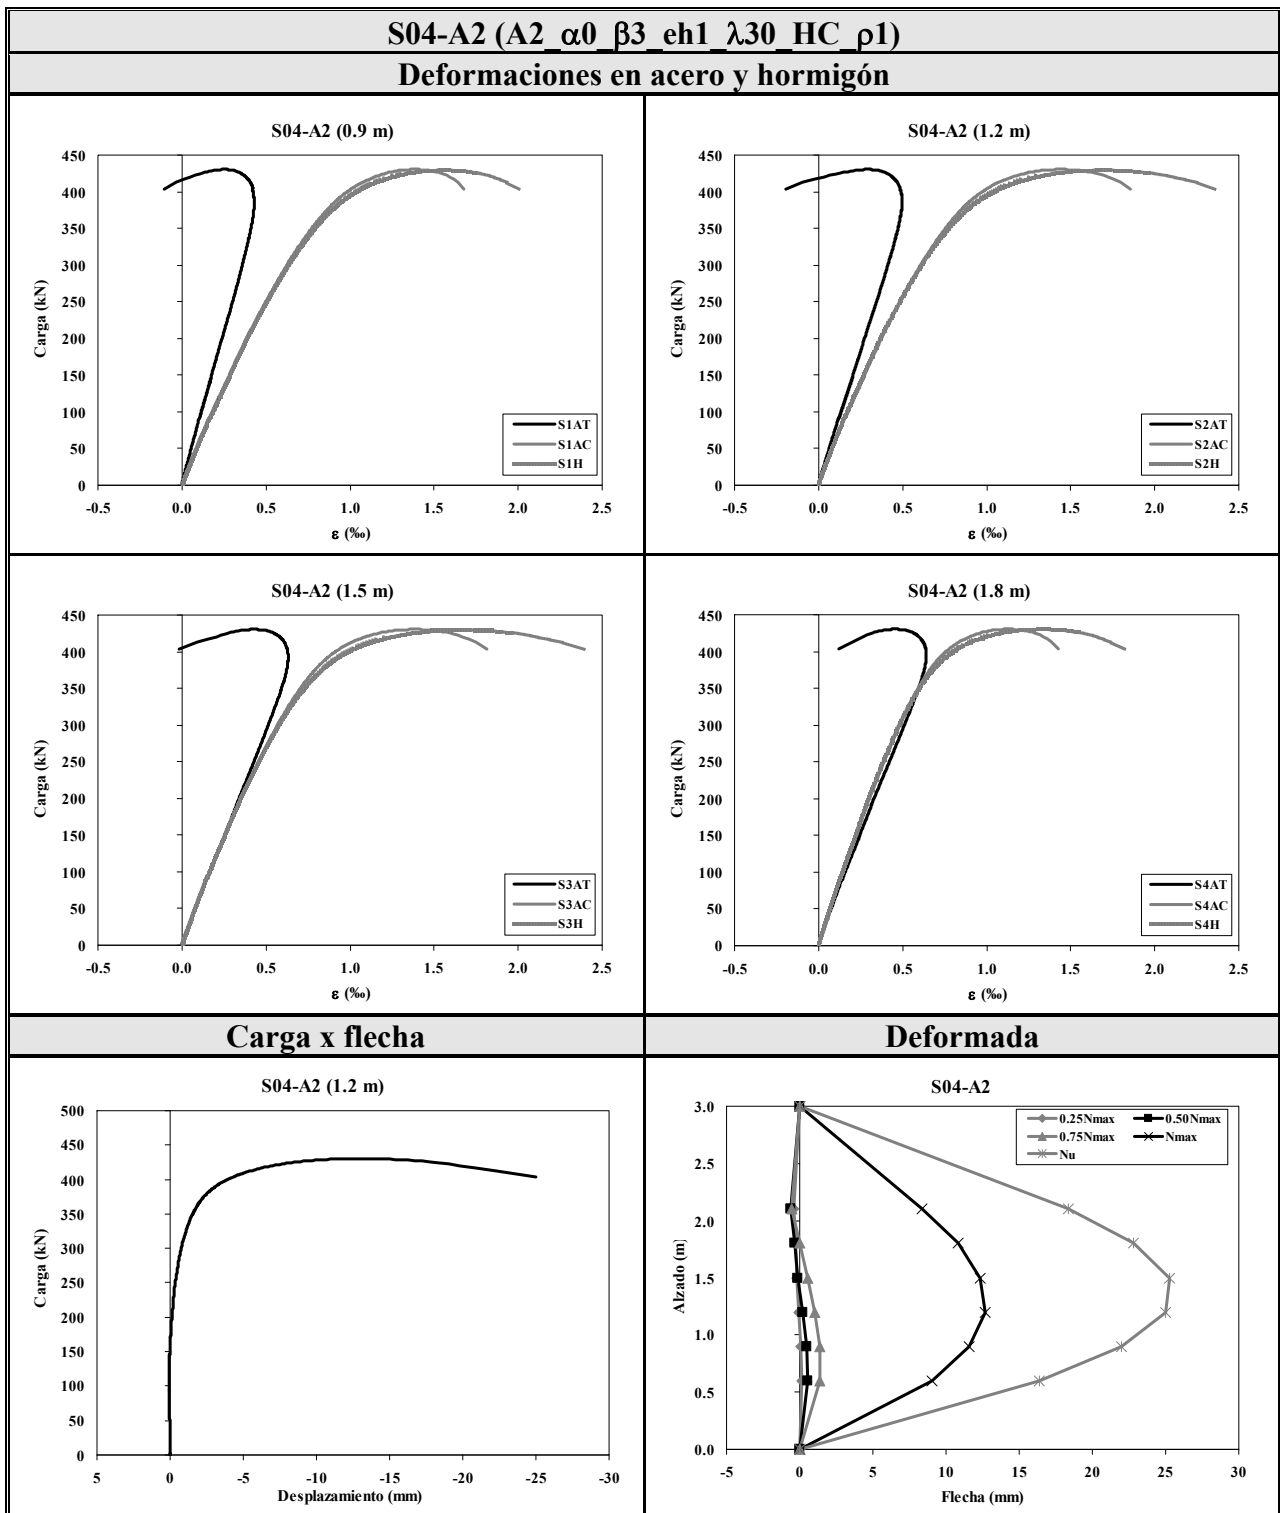 S04-A2 (A2_α0_β3_eh1_λ30_HC_ρ1)
Deformaciones en acero y hormigón
S04-A2 (0.9 m)
450
400
350
300
250
200
150
100
50
0
Carga (kN)
-0.5 0.0 0.5 1.0 1.5 2.0 2.5
ε (‰)
S1AT
S1AC
S1H
S04-A2 (1.2 m)
450
400
350
300
250
200
150
100
50
0
Carga (kN)
-0.5 0.0 0.5 1.0 1.5 2.0 2.5
ε (‰)
S2AT
S2AC
S2H
S04-A2 (1.5 m)
450
400
350
300
250
200
150
100
50
0
Carga (kN)
-0.5 0.0 0.5 1.0 1.5 2.0 2.5
ε (‰)
S3AT
S3AC
S3H
S04-A2 (1.8 m)
450
400
350
300
250
200
150
100
50
0
Carga (kN)
-0.5 0.0 0.5 1.0 1.5 2.0 2.5
ε (‰)
S4AT
S4AC
S4H
Carga x flecha
S04-A2 (1.2 m)
500
450
400
350
300
250
200
150
100
50
0
Carga (kN)
5 0 -5 -10 -15 -20 -25 -30
Desplazamiento (mm)
Deformada
S04-A2
3.0
2.5
2.0
1.5
1.0
0.5
0.0
Alzado (m)
-5 0 5 10 15 20 25 30
Flecha (mm)
0.25Nmax 0.50Nmax
0.75Nmax Nmax
Nu